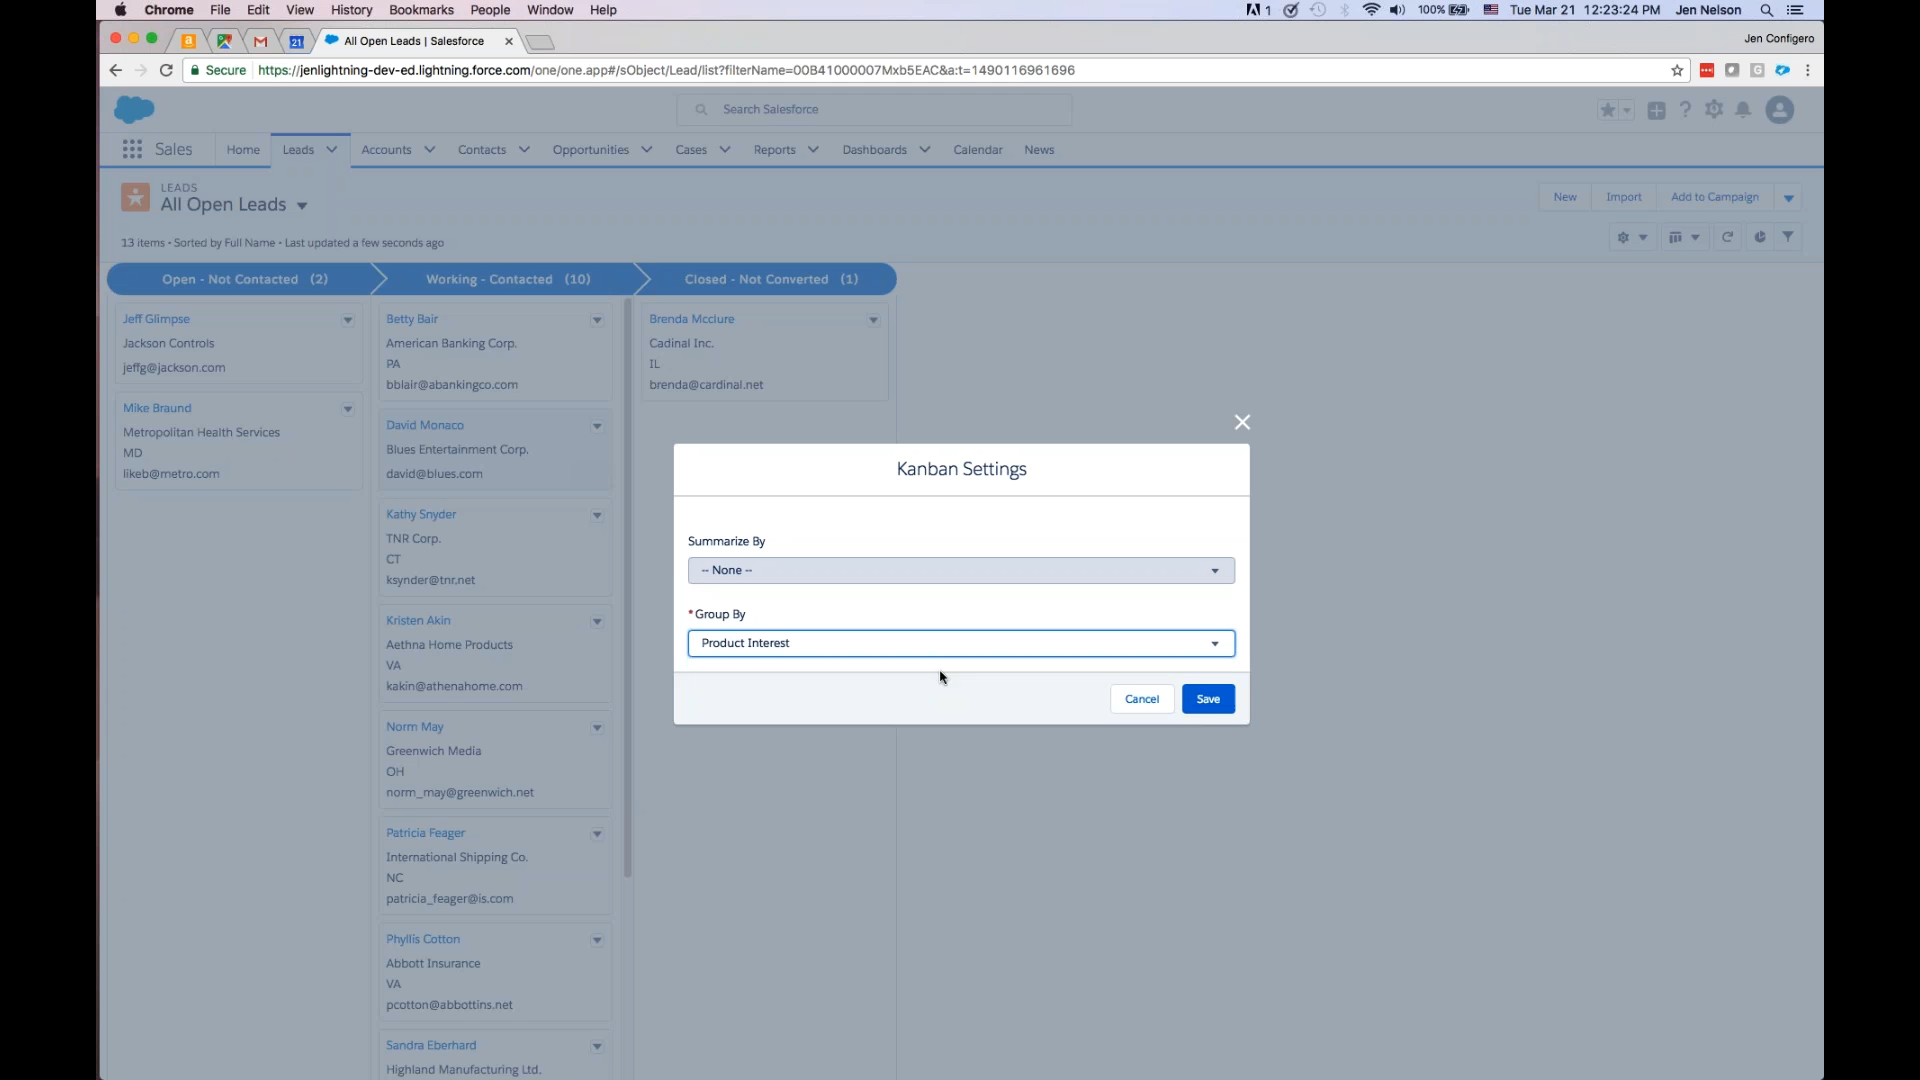 Chrome File Edit View History Bookmarks People Window Help
1 100% Tue Mar 21 12:23:24 PM Jen Nelson
21 All Open Leads | Salesforce Jen Configero
Secure https://jenlightning-dev-ed.lightning.force.com/one/one.app#/sObject/Lead/list?filterName=00B41000007Mxb5EAC&a:t=1490116961696
Search Salesforce
Sales Home Leads Accounts Contacts Opportunities Cases Reports Dashboards Calendar News
LEADS
All Open Leads
New Import Add to Campaign
13 items • Sorted by Full Name • Last updated a few seconds ago
Open - Not Contacted (2)
Jeff Glimpse
Jackson Controls
jeffg@jackson.com
Mike Braund
Metropolitan Health Services
MD
likeb@metro.com
Working - Contacted (10)
Betty Bair
American Banking Corp.
PA
bblair@abankingco.com
David Monaco
Blues Entertainment Corp.
david@blues.com
Kathy Snyder
TNR Corp.
CT
ksynder@tnr.net
Kristen Akin
Aethna Home Products
VA
kakin@athenahome.com
Norm May
Greenwich Media
OH
norm_may@greenwich.net
Patricia Feager
International Shipping Co.
NC
patricia_feager@is.com
Phyllis Cotton
Abbott Insurance
VA
pcotton@abbottins.net
Sandra Eberhard
Highland Manufacturing Ltd.
Closed - Not Converted (1)
Brenda Mcclure
Cadinal Inc.
IL
brenda@cardinal.net
Kanban Settings
Summarize By
-- None --
* Group By
Product Interest
Cancel Save